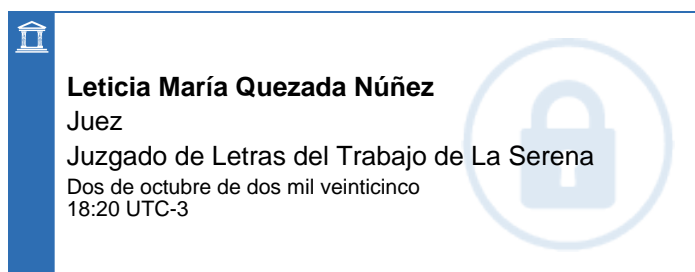 Leticia María Quezada Núñez
Juez
Juzgado de Letras del Trabajo de La Serena
Dos de octubre de dos mil veinticinco
18:20 UTC-3